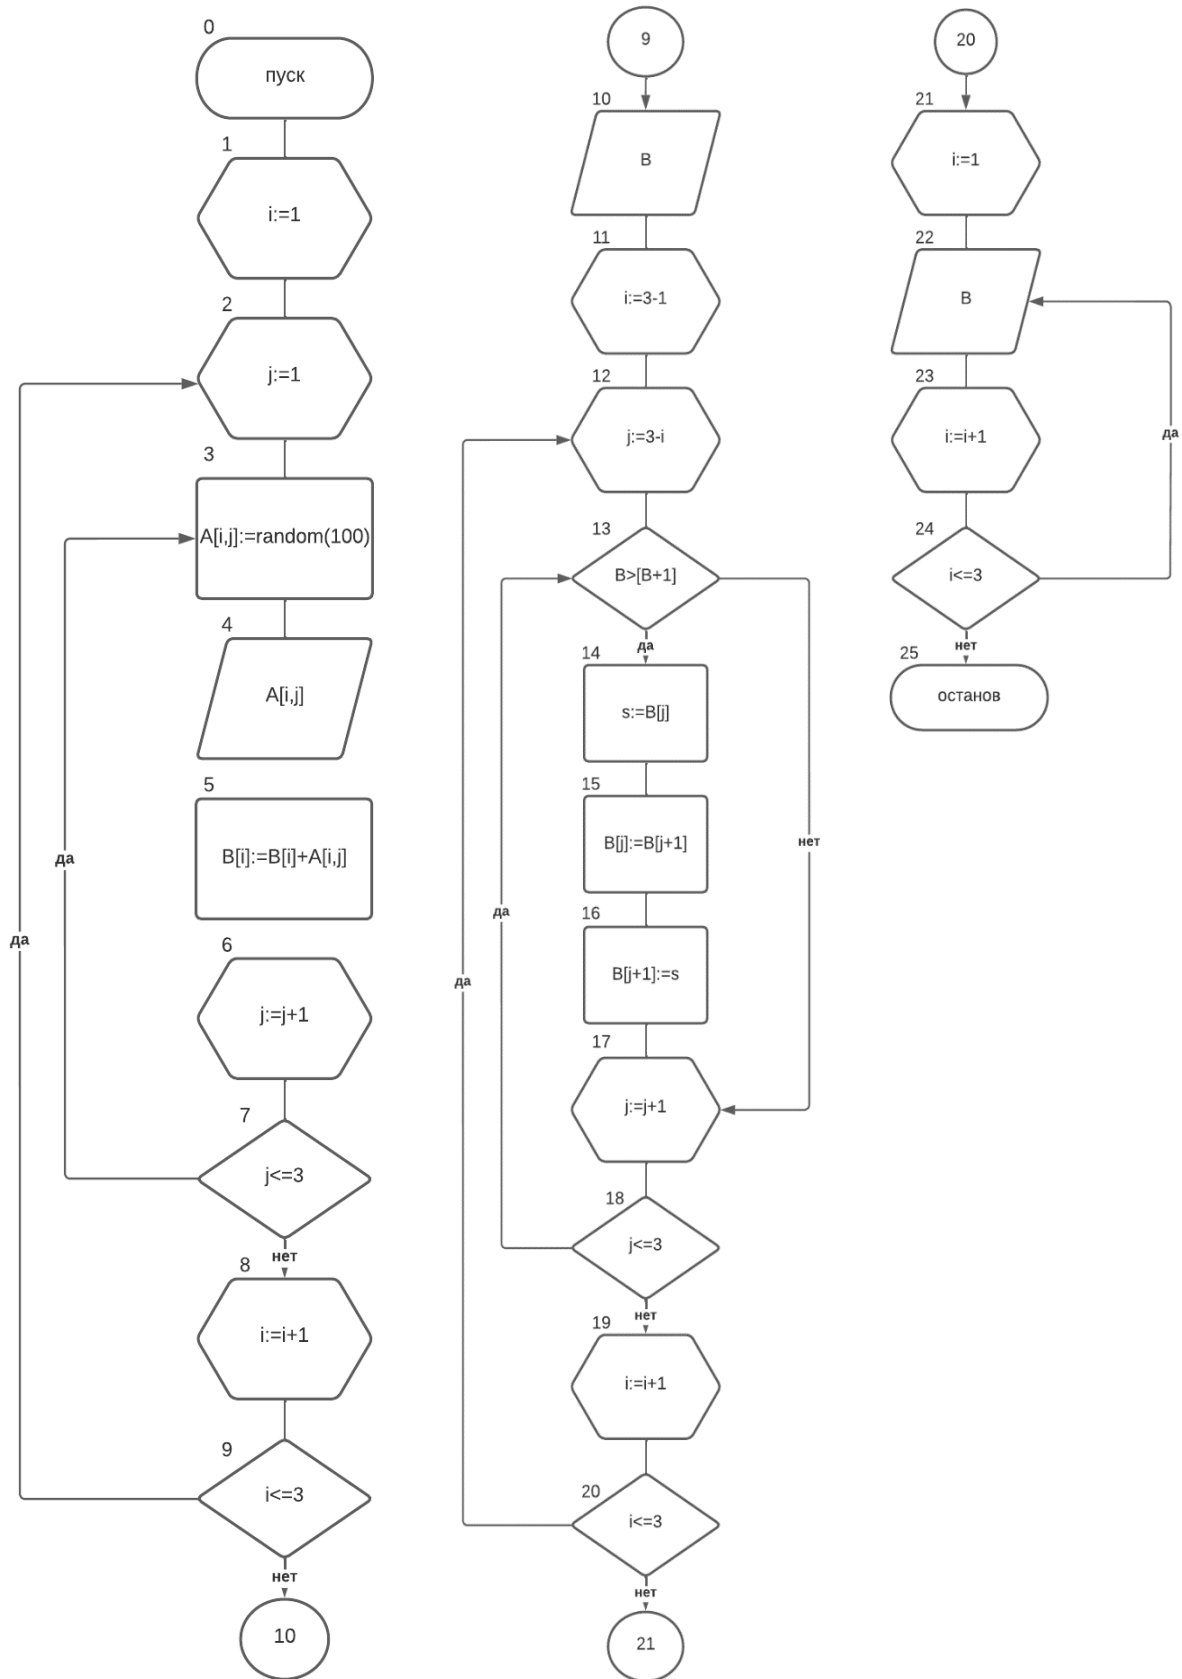 0
пуск
1
i:=1
2
j:=1
3
A[i,j]:=random(100)
4
A[i,j]
5
B[i]:=B[i]+A[i,j]
6
j:=j+1
7
j<=3
да
нет
8
i:=i+1
9
i<=3
да
нет
10
9
10
B
11
i:=3-1
12
j:=3-i
13
B>[B+1]
да
нет
14
s:=B[j]
15
B[j]:=B[j+1]
16
B[j+1]:=s
17
j:=j+1
18
j<=3
да
нет
19
i:=i+1
20
i<=3
да
нет
21
20
21
i:=1
22
B
23
i:=i+1
24
i<=3
да
нет
25
останов